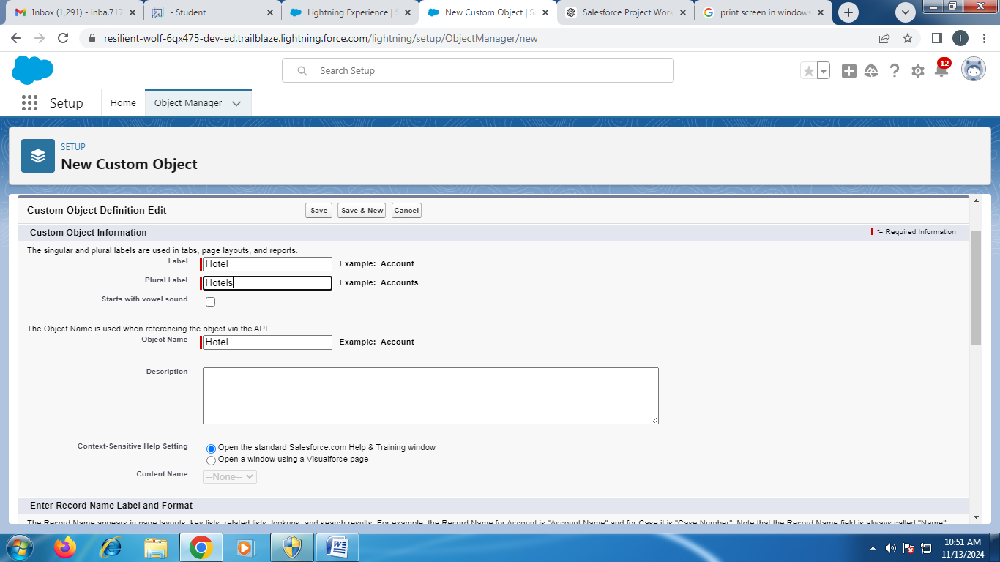 Inbox (1,291) - inba.717
- Student
Lightning Experience | S
New Custom Object | Sa
Salesforce Project Work
print screen in windows
resilient-wolf-6qx475-dev-ed.trailblaze.lightning.force.com/lightning/setup/ObjectManager/new
I
Search Setup
12
Setup
Home
Object Manager
SETUP
New Custom Object
Custom Object Definition Edit
Save
Save & New
Cancel
Custom Object Information
*= Required Information
The singular and plural labels are used in tabs, page layouts, and reports.
Label
Hotel
Example: Account
Plural Label
Hotels
Example: Accounts
Starts with vowel sound
The Object Name is used when referencing the object via the API.
Object Name
Hotel
Example: Account
Description
Context-Sensitive Help Setting
Open the standard Salesforce.com Help & Training window
Open a window using a Visualforce page
Content Name
--None--
Enter Record Name Label and Format
The Record Name appears in page layouts, key lists, related lists, lookups, and search results. For example, the Record Name for Account is "Account Name" and for Case it is "Case Number". Note that the Record Name field is always called "Name"
10:51 AM
11/13/2024